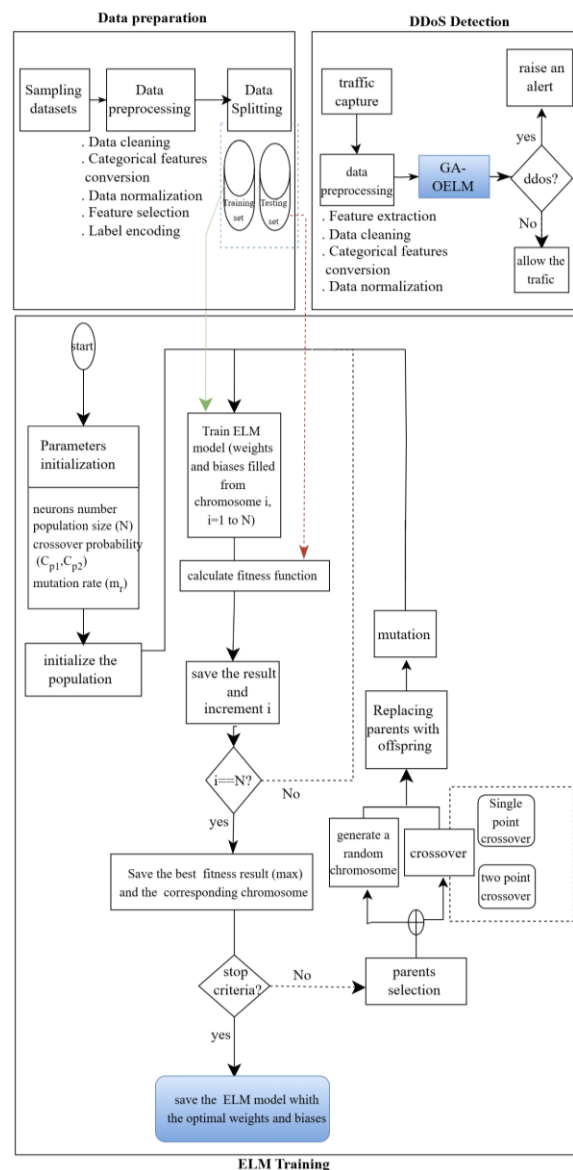 Data preparation
Sampling
datasets
Data
preprocessing
Data
Splitting
. Data cleaning
. Categorical features
conversion
. Data normalization
. Feature selection
. Label encoding
Training
set
Testing
set
DDoS Detection
traffic
capture
data
preprocessing
. Feature extraction
. Data cleaning
. Categorical features
conversion
. Data normalization
GA-
OELM
ddos?
yes
raise an
alert
No
allow the
trafic
start
Parameters
initialization
neurons number
population size (N)
crossover probability
(Cp1,Cp2)
mutation rate (mr)
initialize the
population
Train ELM
model (weights
and biases filled
from
chromosome i,
i=1 to N)
calculate fitness function
save the result
and
increment i
i==N?
No
yes
Save the best fitness result (max)
and the corresponding chromosome
stop
criteria?
No
yes
save the ELM model whith
the optimal weights and biases
parents
selection
generate a
random
chromosome
crossover
Single
point
crossover
two point
crossover
Replacing
parents with
offspring
mutation
ELM Training